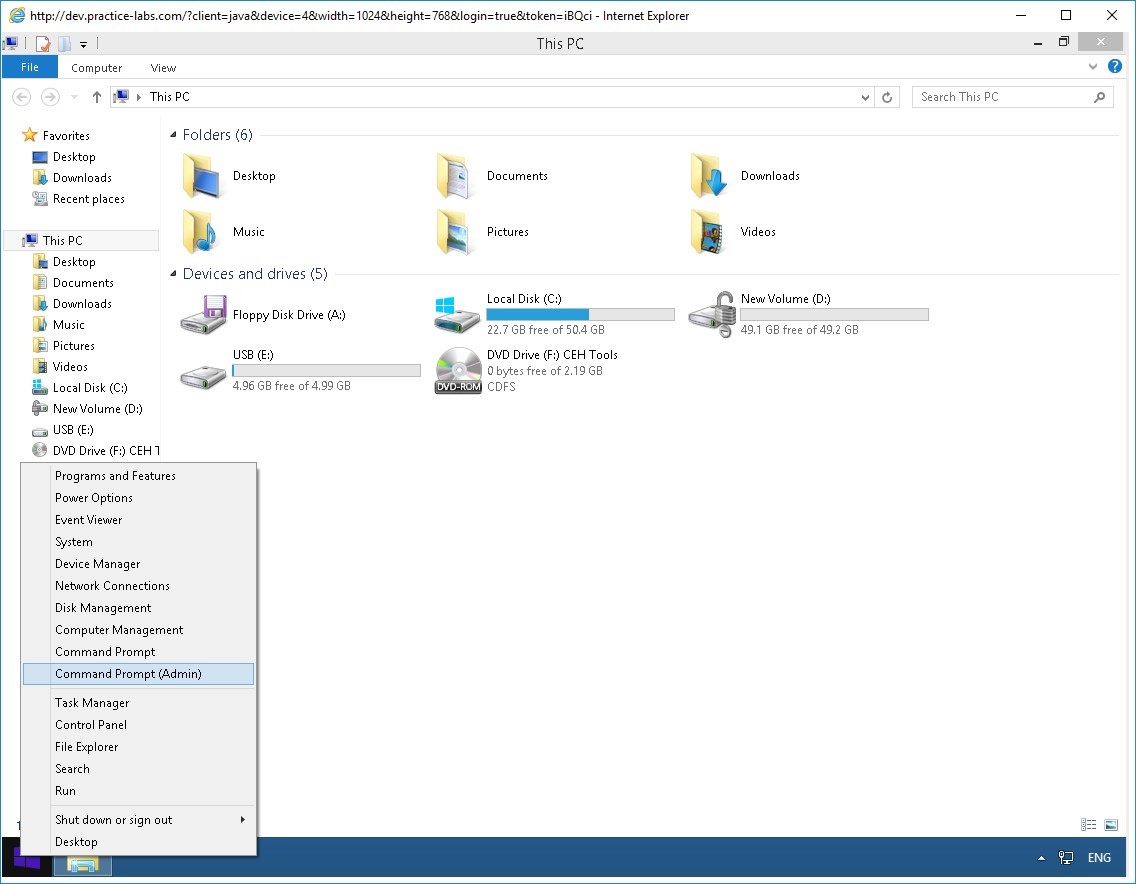 http://dev.practice-labs.com/?client=java&device=4&width=1024&height=768&login=true&token=iBQci - Internet Explorer
This PC
File Computer View
This PC
Search This PC
Favorites
Desktop
Downloads
Recent places
This PC
Desktop
Documents
Downloads
Music
Pictures
Videos
Local Disk (C:)
New Volume (D:)
USB (E:)
DVD Drive (F:) CEH T
Folders (6)
Desktop Documents Downloads
Music Pictures Videos
Devices and drives (5)
Floppy Disk Drive (A:)
Local Disk (C:)
22.7 GB free of 50.4 GB
New Volume (D:)
49.1 GB free of 49.2 GB
USB (E:)
4.96 GB free of 4.99 GB
DVD-ROM
DVD Drive (F:) CEH Tools
0 bytes free of 2.19 GB
CDFS
Programs and Features
Power Options
Event Viewer
System
Device Manager
Network Connections
Disk Management
Computer Management
Command Prompt
Command Prompt (Admin)
Task Manager
Control Panel
File Explorer
Search
Run
Shut down or sign out
Desktop
ENG